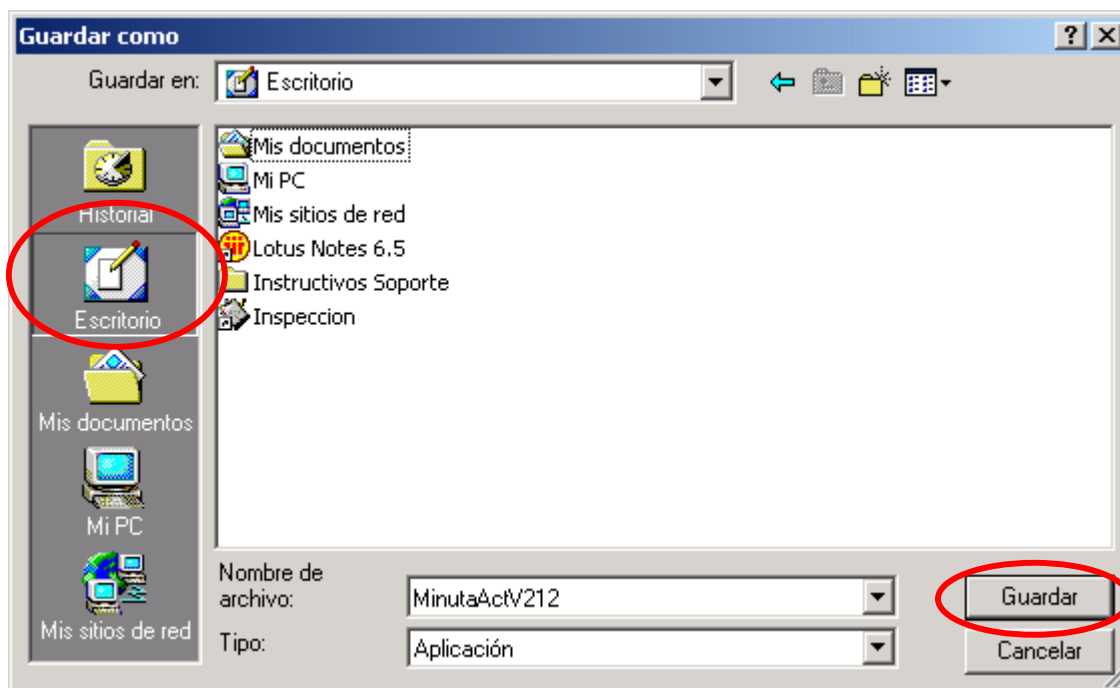 Guardar como
Guardar en:
Escritorio
Historial
Escritorio
Mis documentos
Mi PC
Mis sitios de red
Mis documentos
Mi PC
Mis sitios de red
Lotus Notes 6.5
Instructivos Soporte
Inspeccion
Nombre de
archivo:
MinutaActV212
Guardar
Tipo:
Aplicación
Cancelar